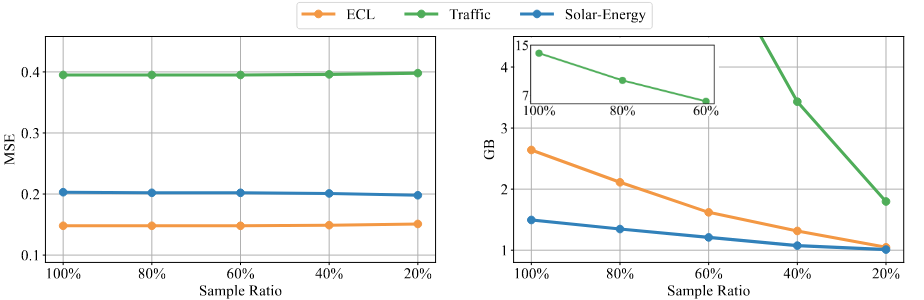 ECL Traffic Solar-Energy
0.4
0.3
0.2
0.1
MSE
100% 80% 60% 40% 20%
Sample Ratio
15
7
100% 80% 60%
4
3
2
1
GB
100% 80% 60% 40% 20%
Sample Ratio